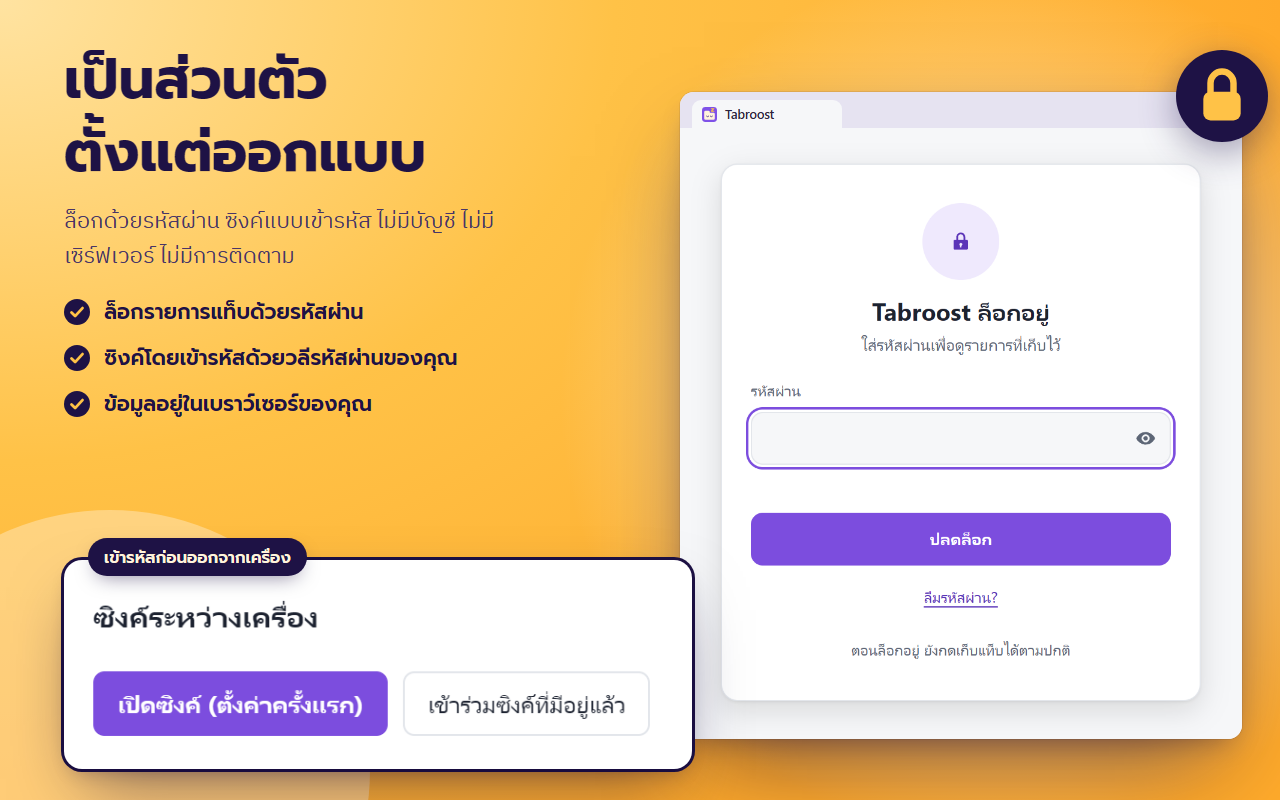 เป็นส่วนตัว
ตั้งแต่ออกแบบ
ล็อกด้วยรหัสผ่าน ซิงค์แบบเข้ารหัส ไม่มีบัญชี ไม่มี
เซิร์ฟเวอร์ ไม่มีการติดตาม
ล็อกรายการแท็บด้วยรหัสผ่าน
ซิงค์โดยเข้ารหัสด้วยวลีรหัสผ่านของคุณ
ข้อมูลอยู่ในเบราว์เซอร์ของคุณ
เข้ารหัสก่อนออกจากเครื่อง
ซิงค์ระหว่างเครื่อง
เปิดซิงค์ (ตั้งค่าครั้งแรก)
เข้าร่วมซิงค์ที่มีอยู่แล้ว
Tabroost
Tabroost ล็อกอยู่
ใส่รหัสผ่านเพื่อดูรายการที่เก็บไว้
รหัสผ่าน
ปลดล็อก
ลืมรหัสผ่าน?
ตอนล็อกอยู่ ยังกดเก็บแท็บได้ตามปกติ